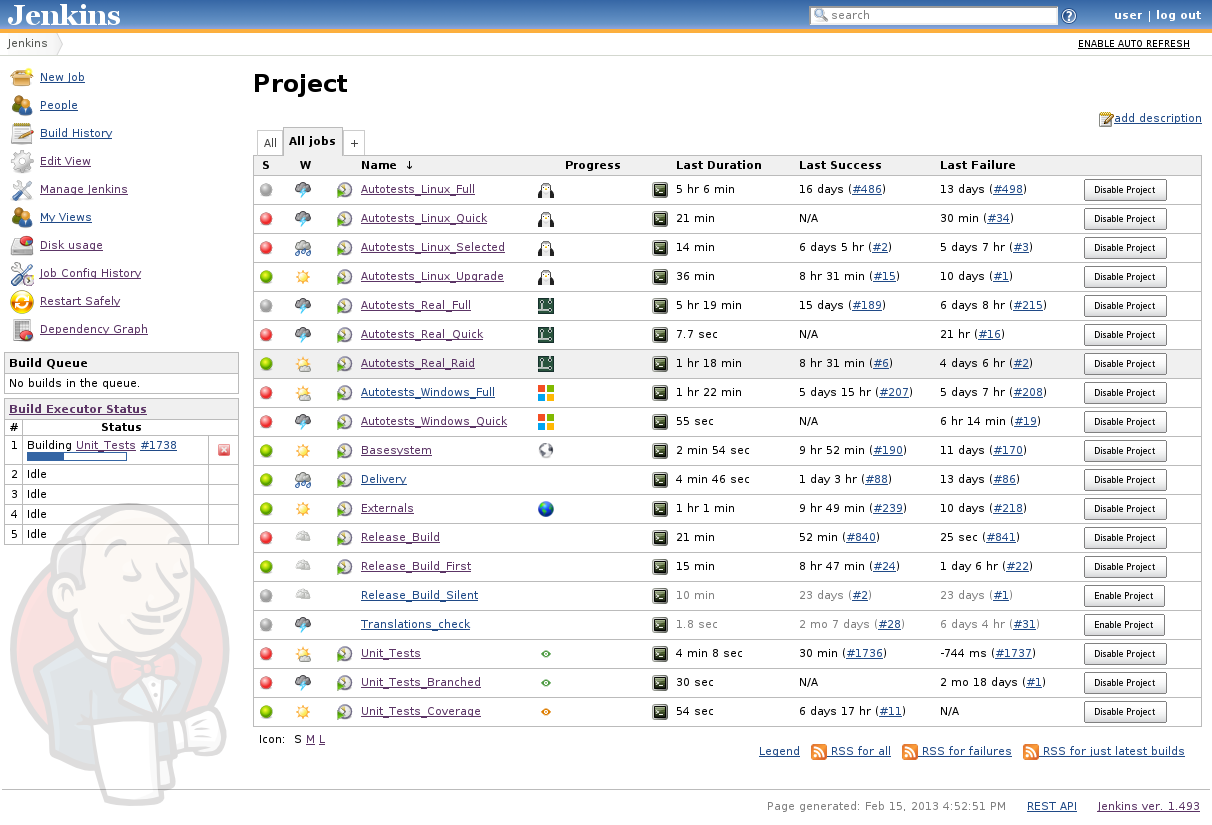 Jenkins
search
user | log out
Jenkins
ENABLE AUTO REFRESH
New Job
People
Build History
Edit View
Manage Jenkins
My Views
Disk usage
Job Config History
Restart Safely
Dependency Graph
Build Queue
No builds in the queue.
Build Executor Status
# Status
1 Building Unit_Tests #1738
2 Idle
3 Idle
4 Idle
5 Idle
Project
add description
All All jobs +
S W Name ↓ Progress Last Duration Last Success Last Failure
Autotests_Linux_Full 5 hr 6 min 16 days (#486) 13 days (#498) Disable Project
Autotests_Linux_Quick 21 min N/A 30 min (#34) Disable Project
Autotests_Linux_Selected 14 min 6 days 5 hr (#2) 5 days 7 hr (#3) Disable Project
Autotests_Linux_Upgrade 36 min 8 hr 31 min (#15) 10 days (#1) Disable Project
Autotests_Real_Full 5 hr 19 min 15 days (#189) 6 days 8 hr (#215) Disable Project
Autotests_Real_Quick 7.7 sec N/A 21 hr (#16) Disable Project
Autotests_Real_Raid 1 hr 18 min 8 hr 31 min (#6) 4 days 6 hr (#2) Disable Project
Autotests_Windows_Full 1 hr 22 min 5 days 15 hr (#207) 5 days 7 hr (#208) Disable Project
Autotests_Windows_Quick 55 sec N/A 6 hr 14 min (#19) Disable Project
Basesystem 2 min 54 sec 9 hr 52 min (#190) 11 days (#170) Disable Project
Delivery 4 min 46 sec 1 day 3 hr (#88) 13 days (#86) Disable Project
Externals 1 hr 1 min 9 hr 49 min (#239) 10 days (#218) Disable Project
Release_Build 21 min 52 min (#840) 25 sec (#841) Disable Project
Release_Build_First 15 min 8 hr 47 min (#24) 1 day 6 hr (#22) Disable Project
Release_Build_Silent 10 min 23 days (#2) 23 days (#1) Enable Project
Translations_check 1.8 sec 2 mo 7 days (#28) 6 days 4 hr (#31) Enable Project
Unit_Tests 4 min 8 sec 30 min (#1736) -744 ms (#1737) Disable Project
Unit_Tests_Branched 30 sec N/A 2 mo 18 days (#1) Disable Project
Unit_Tests_Coverage 54 sec 6 days 17 hr (#11) N/A Disable Project
Icon: S M L
Legend RSS for all RSS for failures RSS for just latest builds
Page generated: Feb 15, 2013 4:52:51 PM REST API Jenkins ver. 1.493